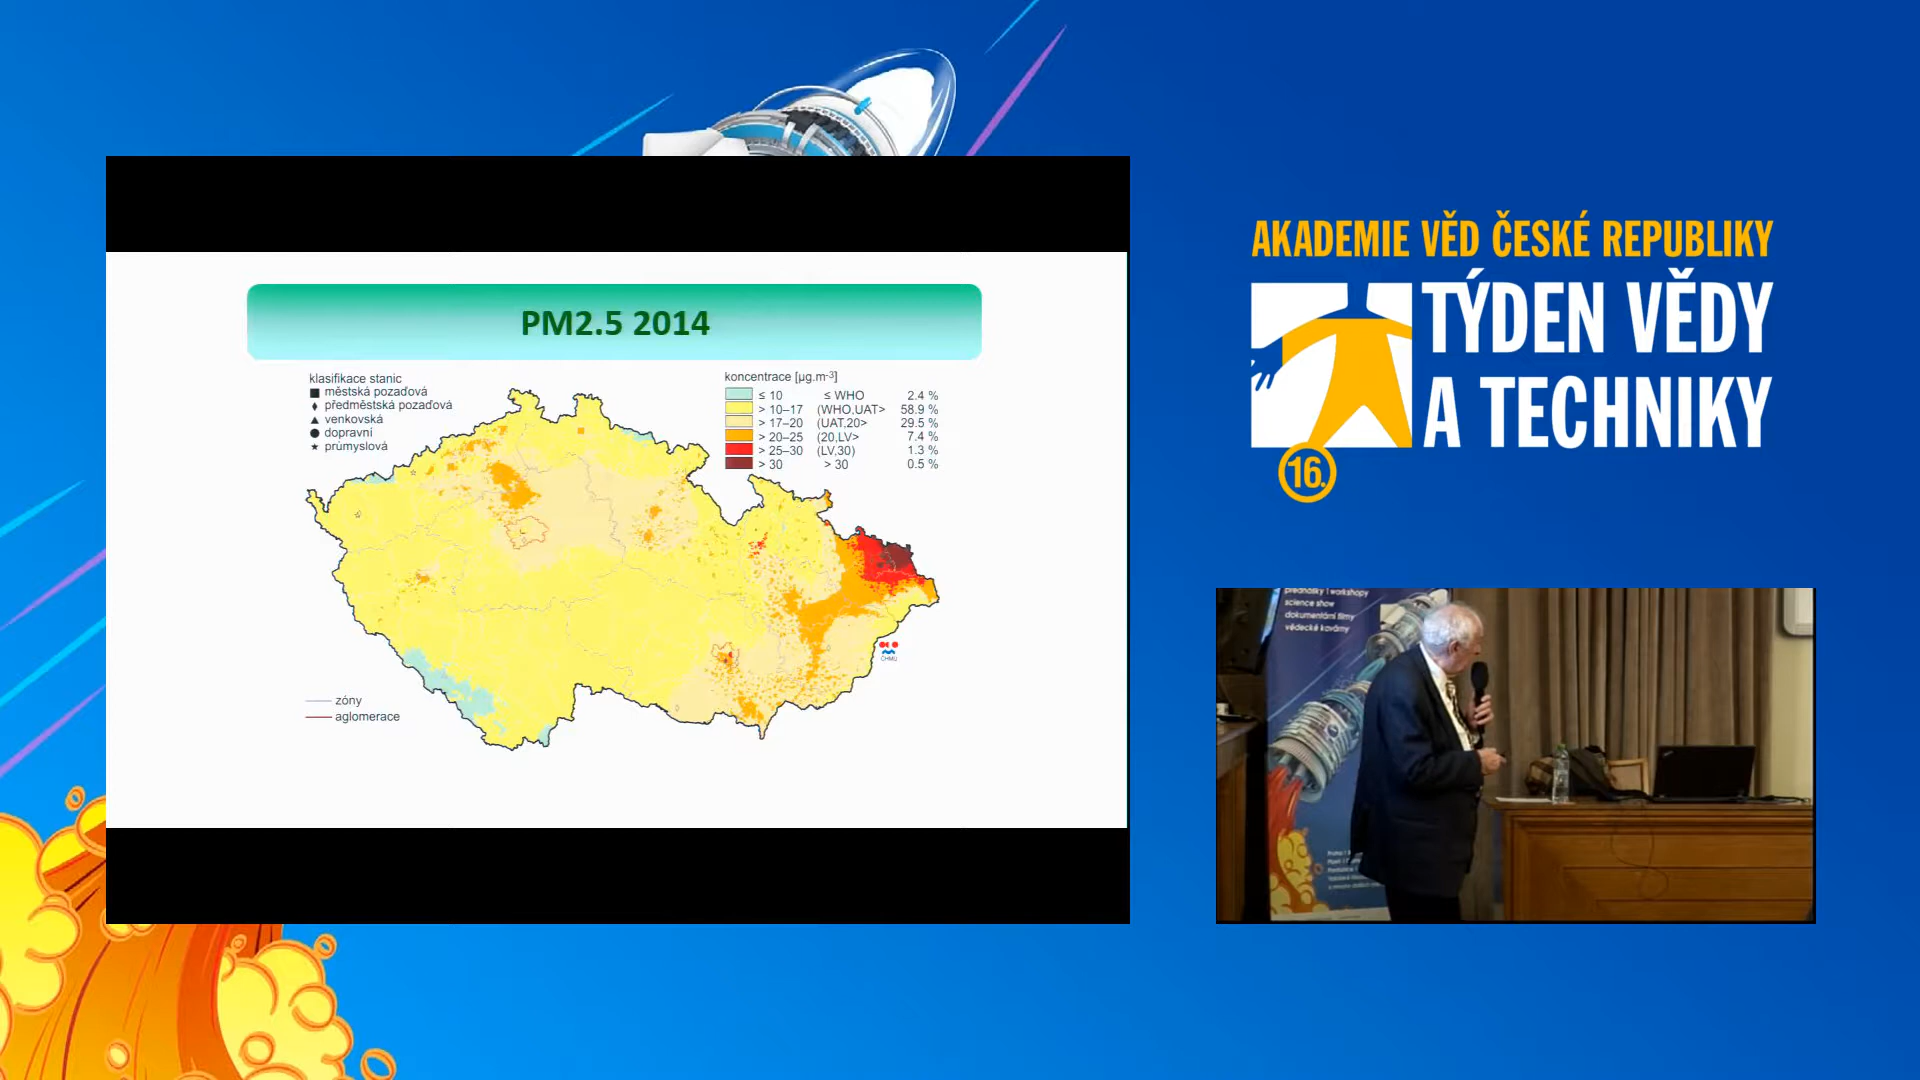 AKADEMIE VĚD ČESKÉ REPUBLIKY
TÝDEN VĚDY
A TECHNIKY
16.
PM2.5 2014
klasifikace stanic
městská pozaďová
předměstská pozaďová
venkovská
dopravní
průmyslová
koncentrace [µg.m-3]
≤ 10 ≤ WHO 2.4 %
> 10–17 (WHO,UAT> 58.9 %
> 17–20 (UAT,20> 29.5 %
> 20–25 (20,LV> 7.4 %
> 25–30 (LV,30) 1.3 %
> 30 > 30 0.5 %
CHMU
zóny
aglomerace
přednášky i workshopy
science show
dokumentární filmy
vědecké kavárny